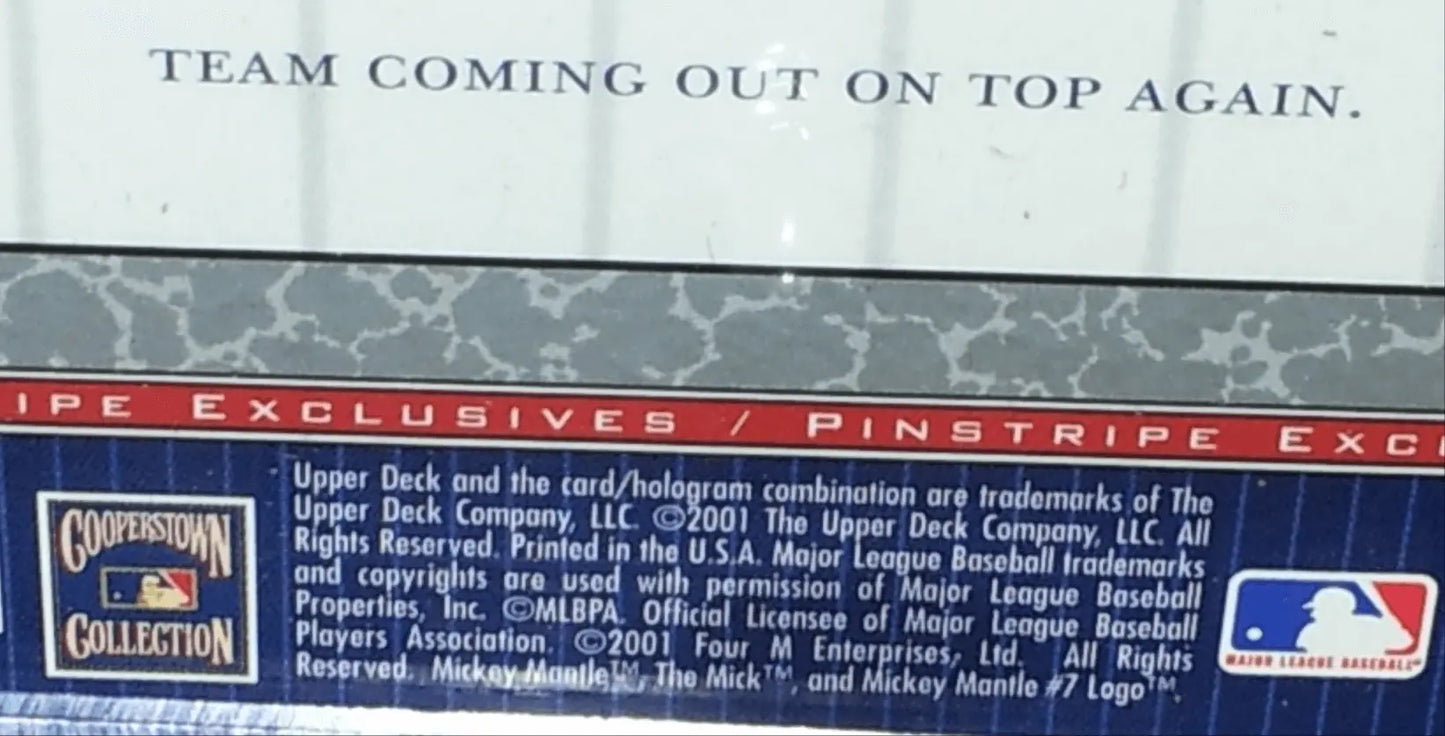 TEAM COMING OUT ON TOP AGAIN.
IPE EXCLUSIVES / PINSTRIPE EXCL
COOPERSTOWN
COLLECTION
Upper Deck and the card/hologram combination are trademarks of The
Upper Deck Company, LLC. ©2001 The Upper Deck Company, LLC. All
Rights Reserved. Printed in the U.S.A. Major League Baseball trademarks
and copyrights are used with permission of Major League Baseball
Properties, Inc. ©MLBPA. Official Licensee of Major League Baseball
Players Association. ©2001 Four M Enterprises, Ltd. All Rights
Reserved. Mickey Mantle™, The Mick™, and Mickey Mantle #7 Logo™.
MAJOR LEAGUE BASEBALL